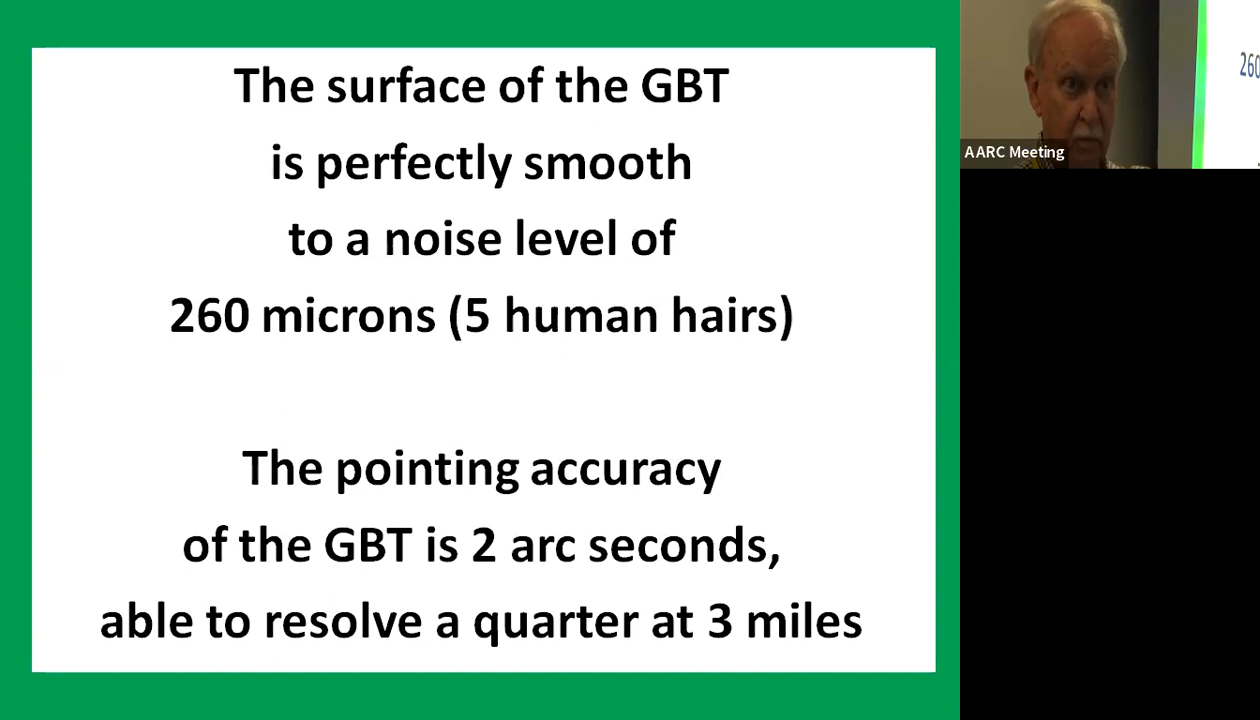 The surface of the GBT
is perfectly smooth
to a noise level of
260 microns (5 human hairs)
The pointing accuracy
of the GBT is 2 arc seconds,
able to resolve a quarter at 3 miles
AARC Meeting
260